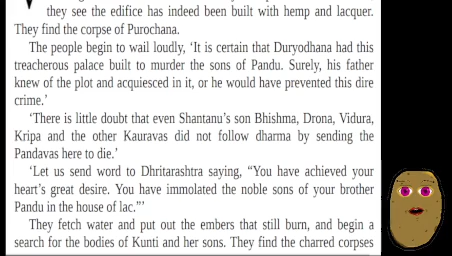 they see the edifice has indeed been built with hemp and lacquer.
They find the corpse of Purochana.
The people begin to wail loudly, ‘It is certain that Duryodhana had this
treacherous palace built to murder the sons of Pandu. Surely, his father
knew of the plot and acquiesced in it, or he would have prevented this dire
crime.’
‘There is little doubt that even Shantanu’s son Bhishma, Drona, Vidura,
Kripa and the other Kauravas did not follow dharma by sending the
Pandavas here to die.’
‘Let us send word to Dhritarashtra saying, “You have achieved your
heart’s great desire. You have immolated the noble sons of your brother
Pandu in the house of lac.”’
They fetch water and put out the embers that still burn, and begin a
search for the bodies of Kunti and her sons. They find the charred corpses